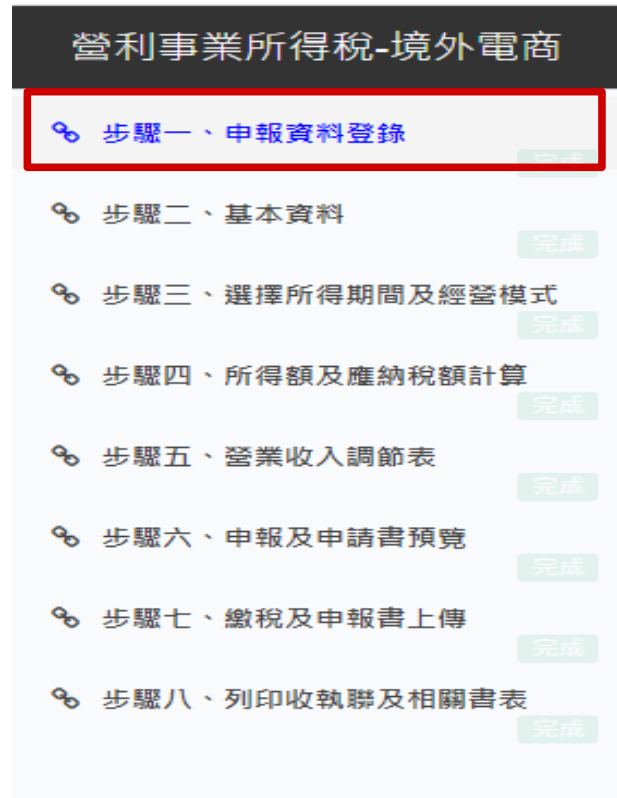 營利事業所得稅-境外電商
步驟一、申報資料登錄
完成
步驟二、基本資料
完成
步驟三、選擇所得期間及經營模式
完成
步驟四、所得額及應納稅額計算
完成
步驟五、營業收入調節表
完成
步驟六、申報及申請書預覽
完成
步驟七、繳稅及申報書上傳
完成
步驟八、列印收執聯及相關書表
完成